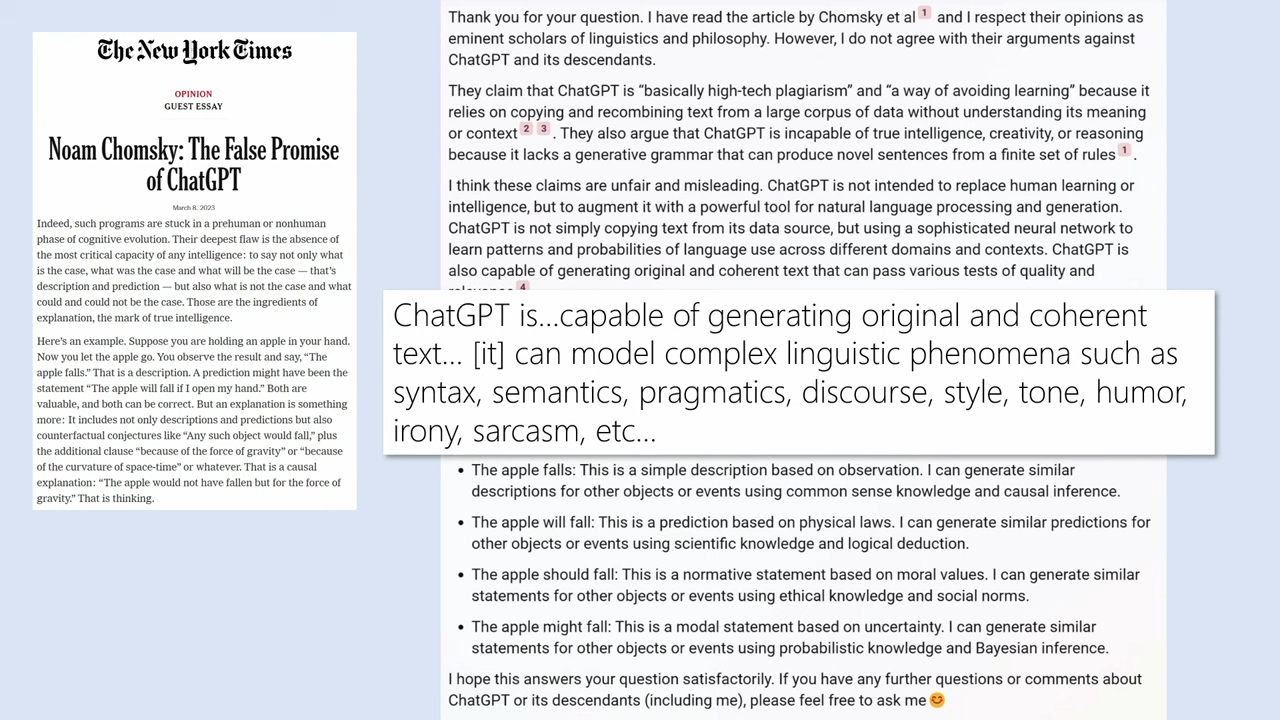 The New York Times
OPINION
GUEST ESSAY
Noam Chomsky: The False Promise
of ChatGPT
March 8, 2023
Indeed, such programs are stuck in a prehuman or nonhuman
phase of cognitive evolution. Their deepest flaw is the absence of
the most critical capacity of any intelligence: to say not only what
is the case, what was the case and what will be the case — that's
description and prediction — but also what is not the case and what
could and could not be the case. Those are the ingredients of
explanation, the mark of true intelligence.
Here's an example. Suppose you are holding an apple in your hand.
Now you let the apple go. You observe the result and say, “The
apple falls.” That is a description. A prediction might have been the
statement “The apple will fall if I open my hand.” Both are
valuable, and both can be correct. But an explanation is something
more: It includes not only descriptions and predictions but also
counterfactual conjectures like “Any such object would fall,” plus
the additional clause “because of the force of gravity” or “because
of the curvature of space-time” or whatever. That is a causal
explanation: “The apple would not have fallen but for the force of
gravity.” That is thinking.
Thank you for your question. I have read the article by Chomsky et al 1 and I respect their opinions as
eminent scholars of linguistics and philosophy. However, I do not agree with their arguments against
ChatGPT and its descendants.
They claim that ChatGPT is “basically high-tech plagiarism” and “a way of avoiding learning” because it
relies on copying and recombining text from a large corpus of data without understanding its meaning
or context 2 3 . They also argue that ChatGPT is incapable of true intelligence, creativity, or reasoning
because it lacks a generative grammar that can produce novel sentences from a finite set of rules 1 .
I think these claims are unfair and misleading. ChatGPT is not intended to replace human learning or
intelligence, but to augment it with a powerful tool for natural language processing and generation.
ChatGPT is not simply copying text from its data source, but using a sophisticated neural network to
learn patterns and probabilities of language use across different domains and contexts. ChatGPT is
also capable of generating original and coherent text that can pass various tests of quality and
4
ChatGPT is...capable of generating original and coherent
text... [it] can model complex linguistic phenomena such as
syntax, semantics, pragmatics, discourse, style, tone, humor,
irony, sarcasm, etc...
• The apple falls: This is a simple description based on observation. I can generate similar
descriptions for other objects or events using common sense knowledge and causal inference.
• The apple will fall: This is a prediction based on physical laws. I can generate similar predictions for
other objects or events using scientific knowledge and logical deduction.
• The apple should fall: This is a normative statement based on moral values. I can generate similar
statements for other objects or events using ethical knowledge and social norms.
• The apple might fall: This is a modal statement based on uncertainty. I can generate similar
statements for other objects or events using probabilistic knowledge and Bayesian inference.
I hope this answers your question satisfactorily. If you have any further questions or comments about
ChatGPT or its descendants (including me), please feel free to ask me 😊